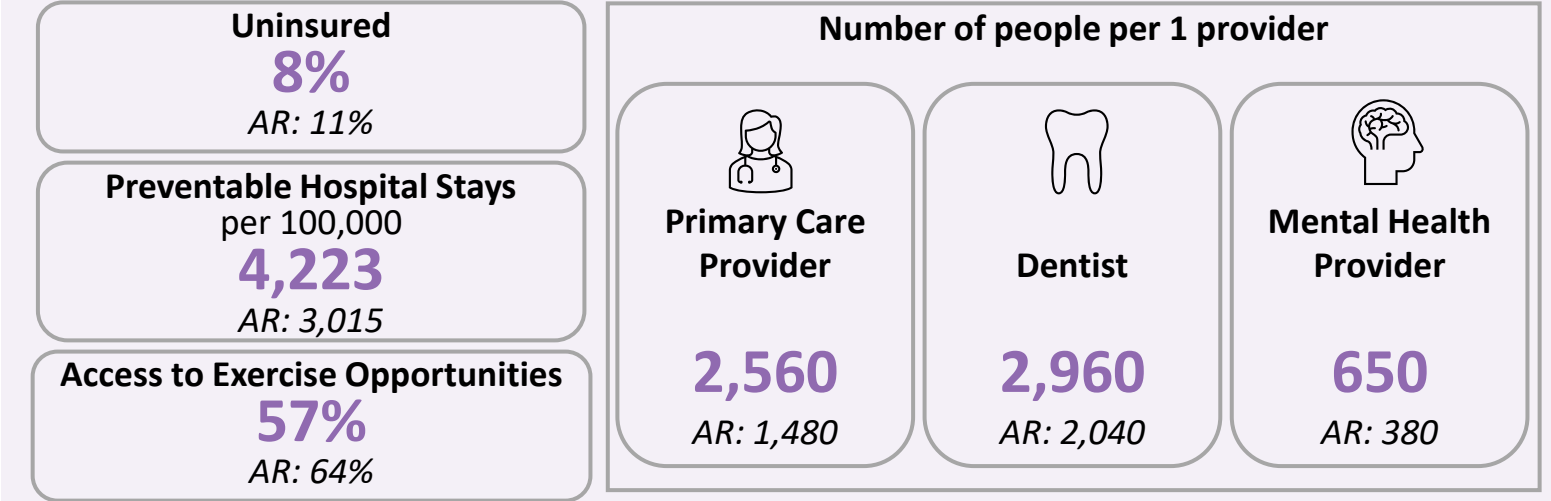 Uninsured
8%
AR: 11%
Preventable Hospital Stays
per 100,000
4,223
AR: 3,015
Access to Exercise Opportunities
57%
AR: 64%
Number of people per 1 provider
Primary Care
Provider
2,560
AR: 1,480
Dentist
2,960
AR: 2,040
Mental Health
Provider
650
AR: 380